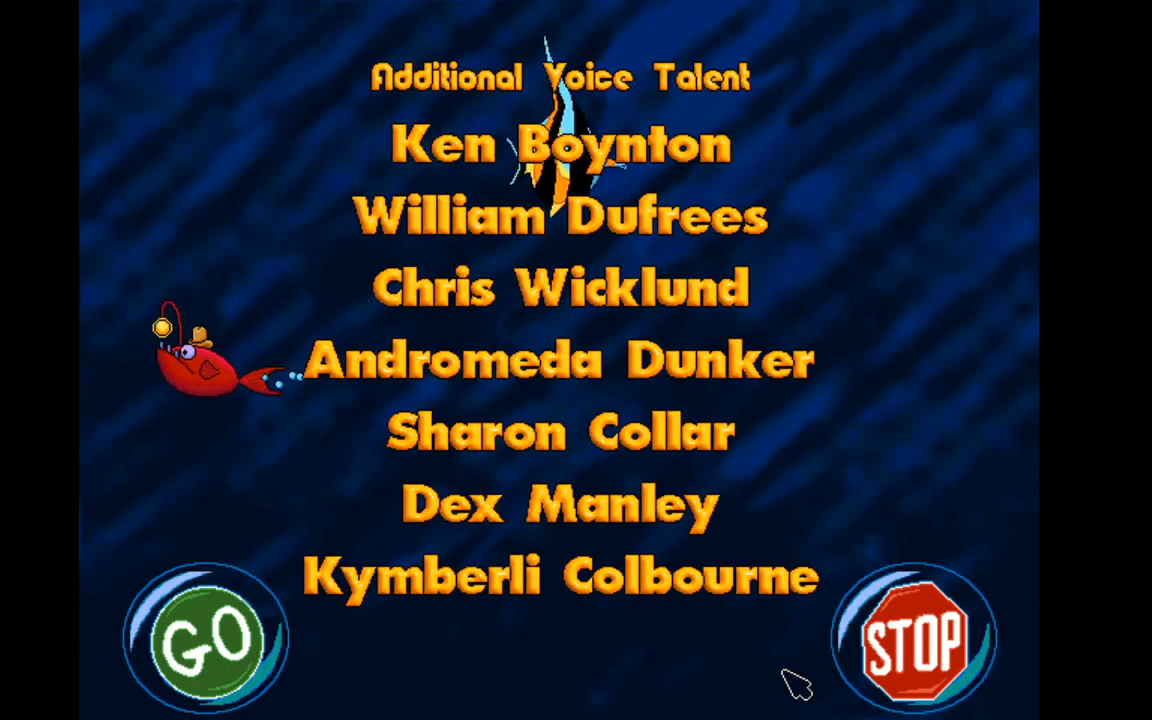 Additional Voice Talent
Ken Boynton
William Dufrees
Chris Wicklund
Andromeda Dunker
Sharon Collar
Dex Manley
Kymberli Colbourne
GO
STOP